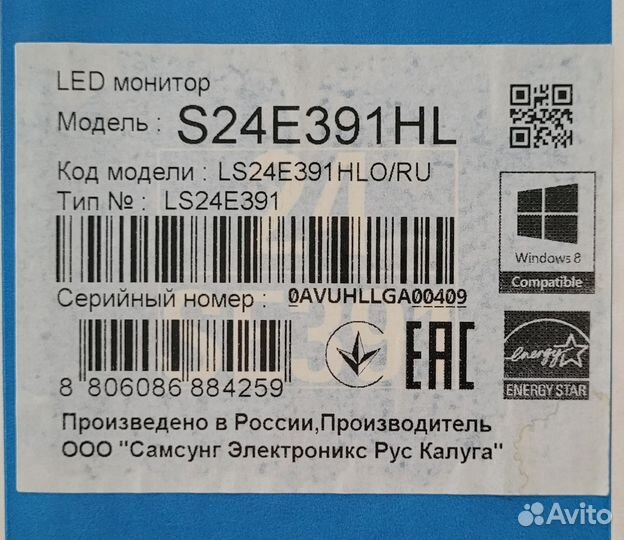 LED монитор
Модель : S24E391HL
Код модели : LS24E391HLO/RU
Тип № : LS24E391
Windows 8
Compatible
Серийный номер : 0AVUHLLGA00409
energy
ENERGY STAR
EAC
8 806086 884259
Произведено в России,Производитель
ООО "Самсунг Электроникс Рус Калуга"
Avito